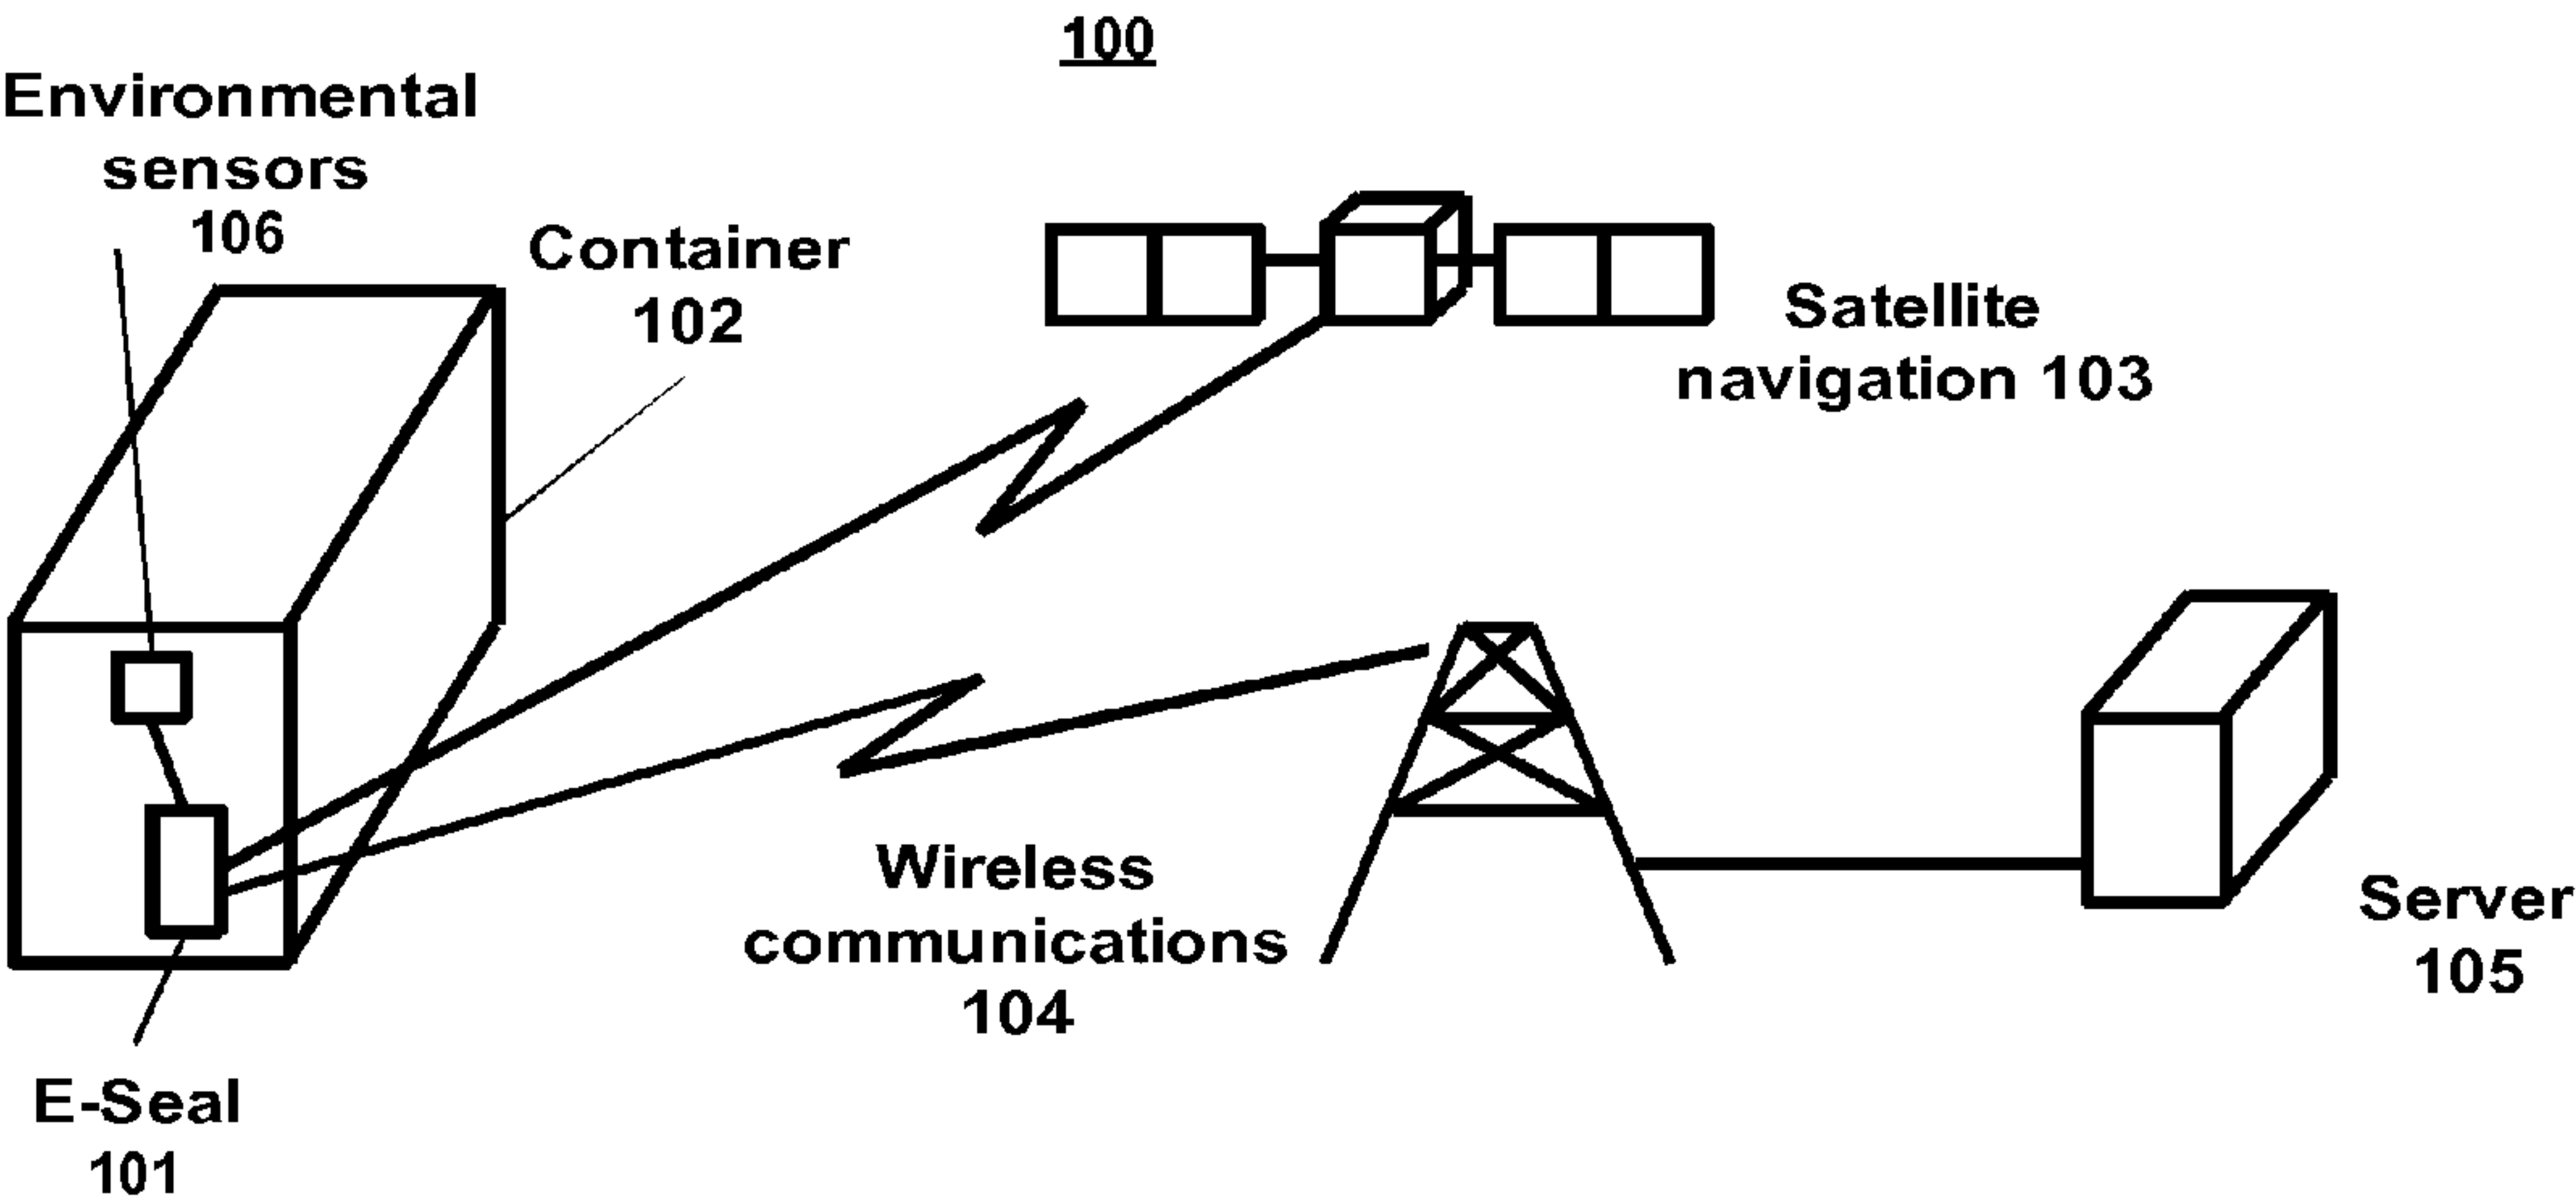 100
Environmental
sensors
106
Container
102
Satellite
navigation 103
Wireless
communications
104
Server
105
E-Seal
101